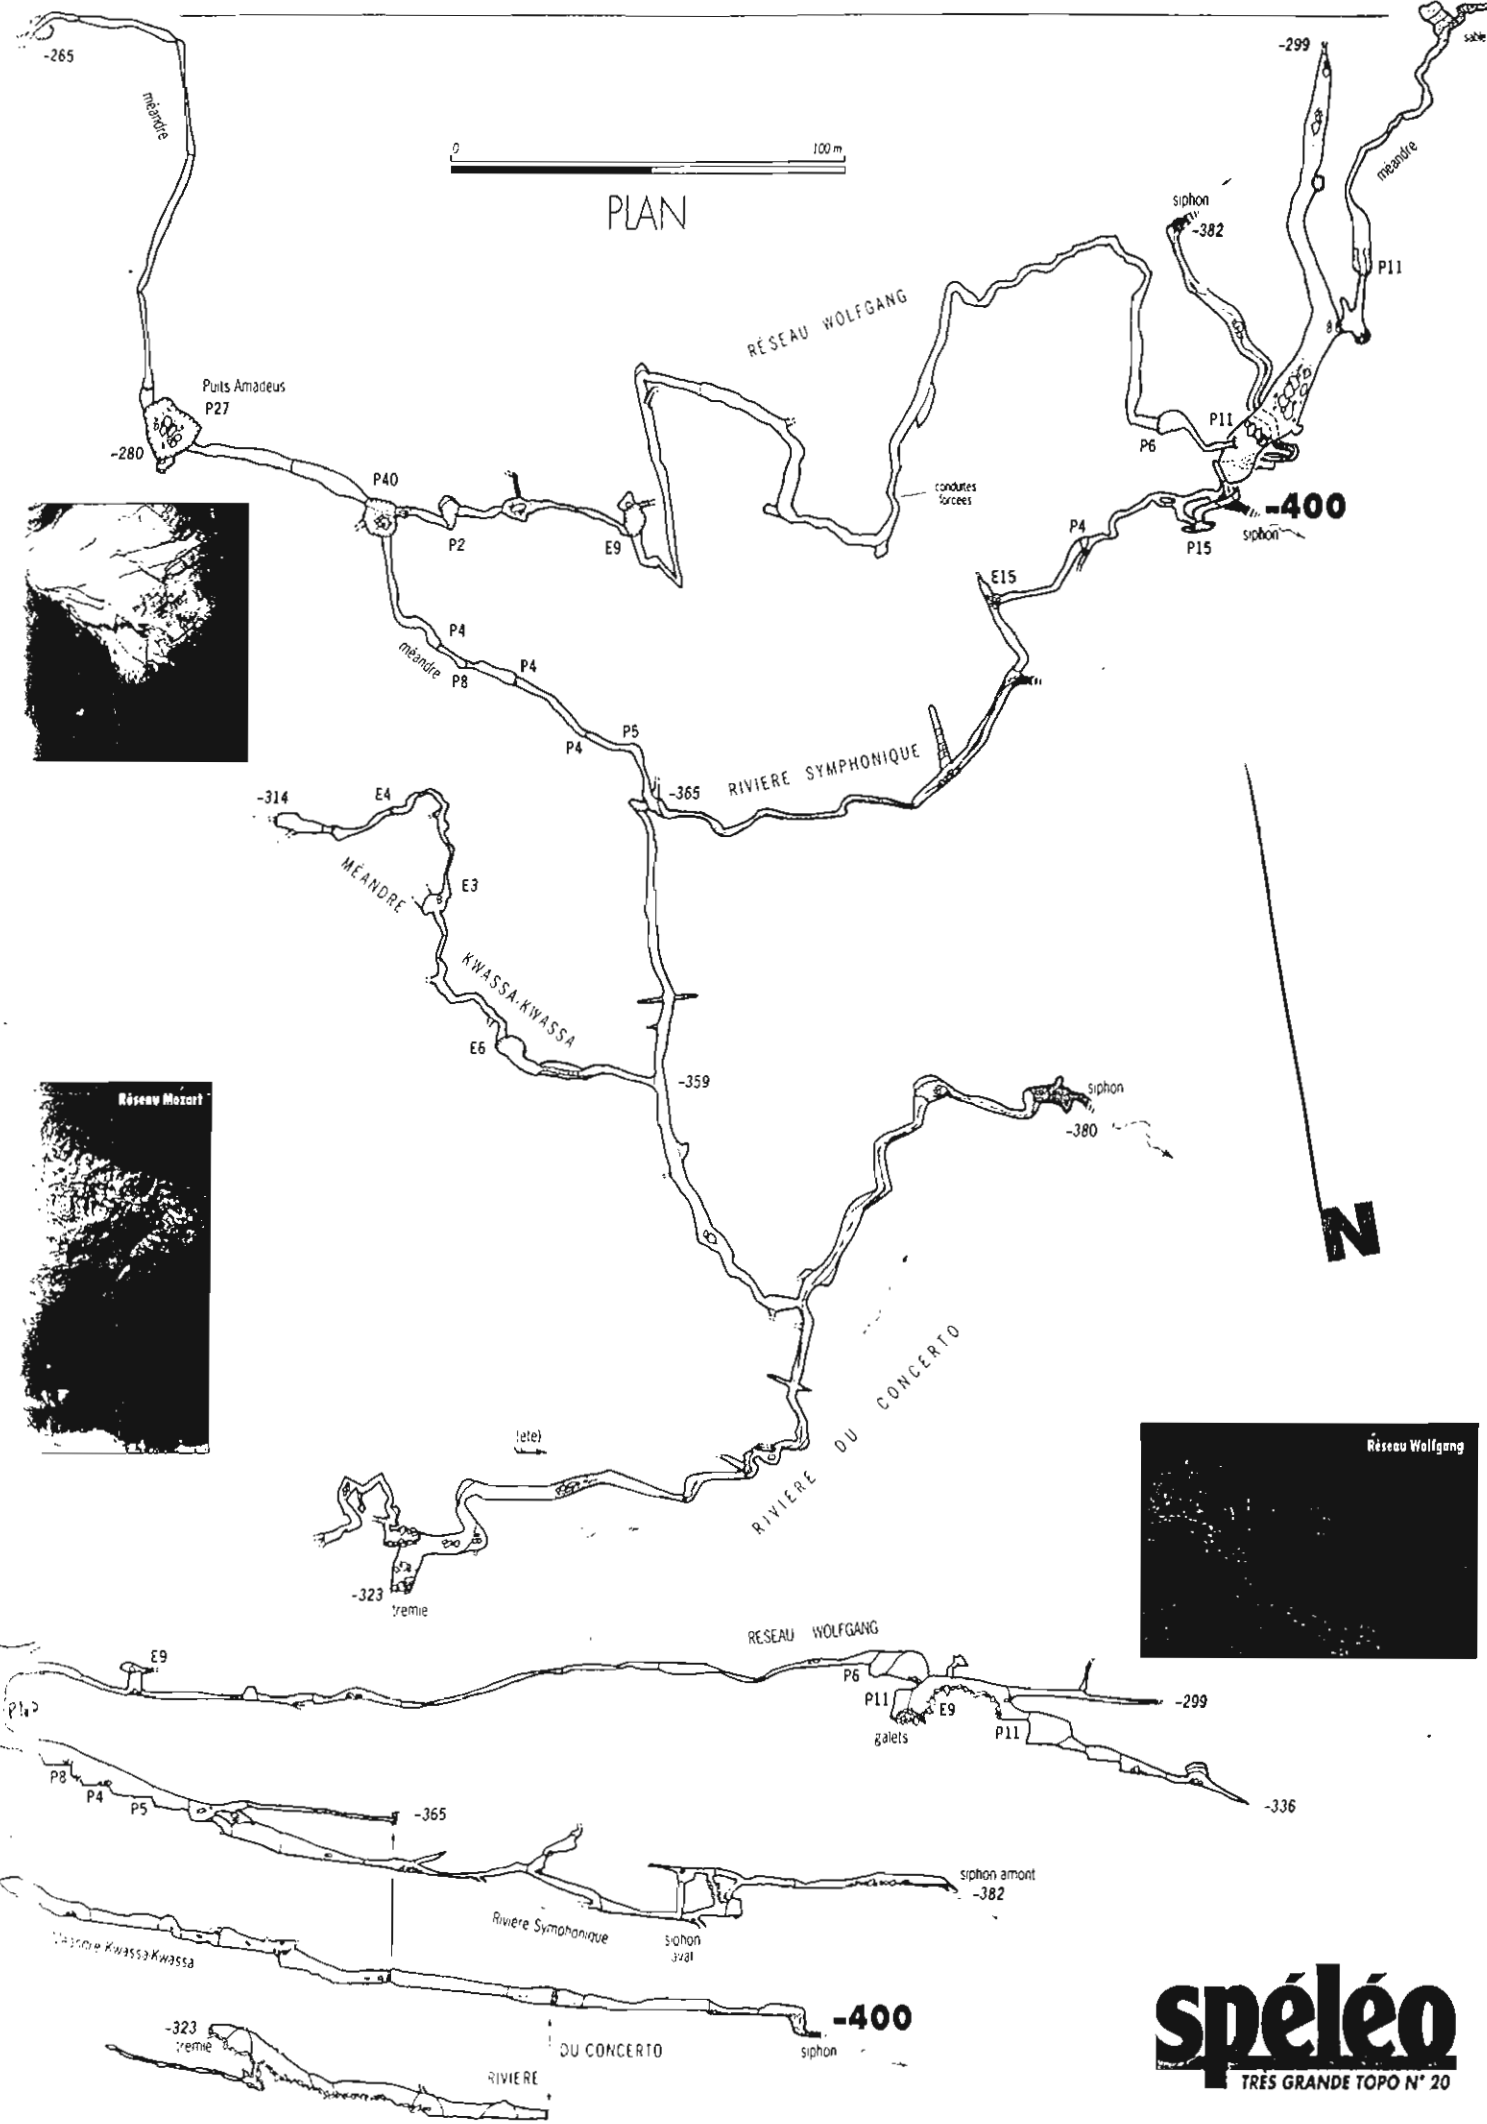 -265
méandre
0 100 m
PLAN
-299
sable
méandre
siphon
-382
P11
RÉSEAU WOLFGANG
Puits Amadeus
P27
-280
P40
P2
E9
P6
P11
conduites
forcées
-400
siphon
P15
P4
E15
P4
méandre
P8
P4
P4
P5
-365
RIVIERE SYMPHONIQUE
-314
E4
MÉANDRE
E3
KWASSA-KWASSA
E6
-359
siphon
-380
N
Réseau Mozart
RIVIERE DU CONCERTO
(été)
-323
tremie
Réseau Wolfgang
RESEAU WOLFGANG
E9
P6
P11
galets
E9
P11
-299
-336
P8
P4
P5
-365
Rivière Symphonique
siphon
aval
siphon amont
-382
Méandre Kwassa-Kwassa
-400
siphon
-323
tremie
RIVIERE
DU CONCERTO
spéléo
TRÈS GRANDE TOPO N° 20